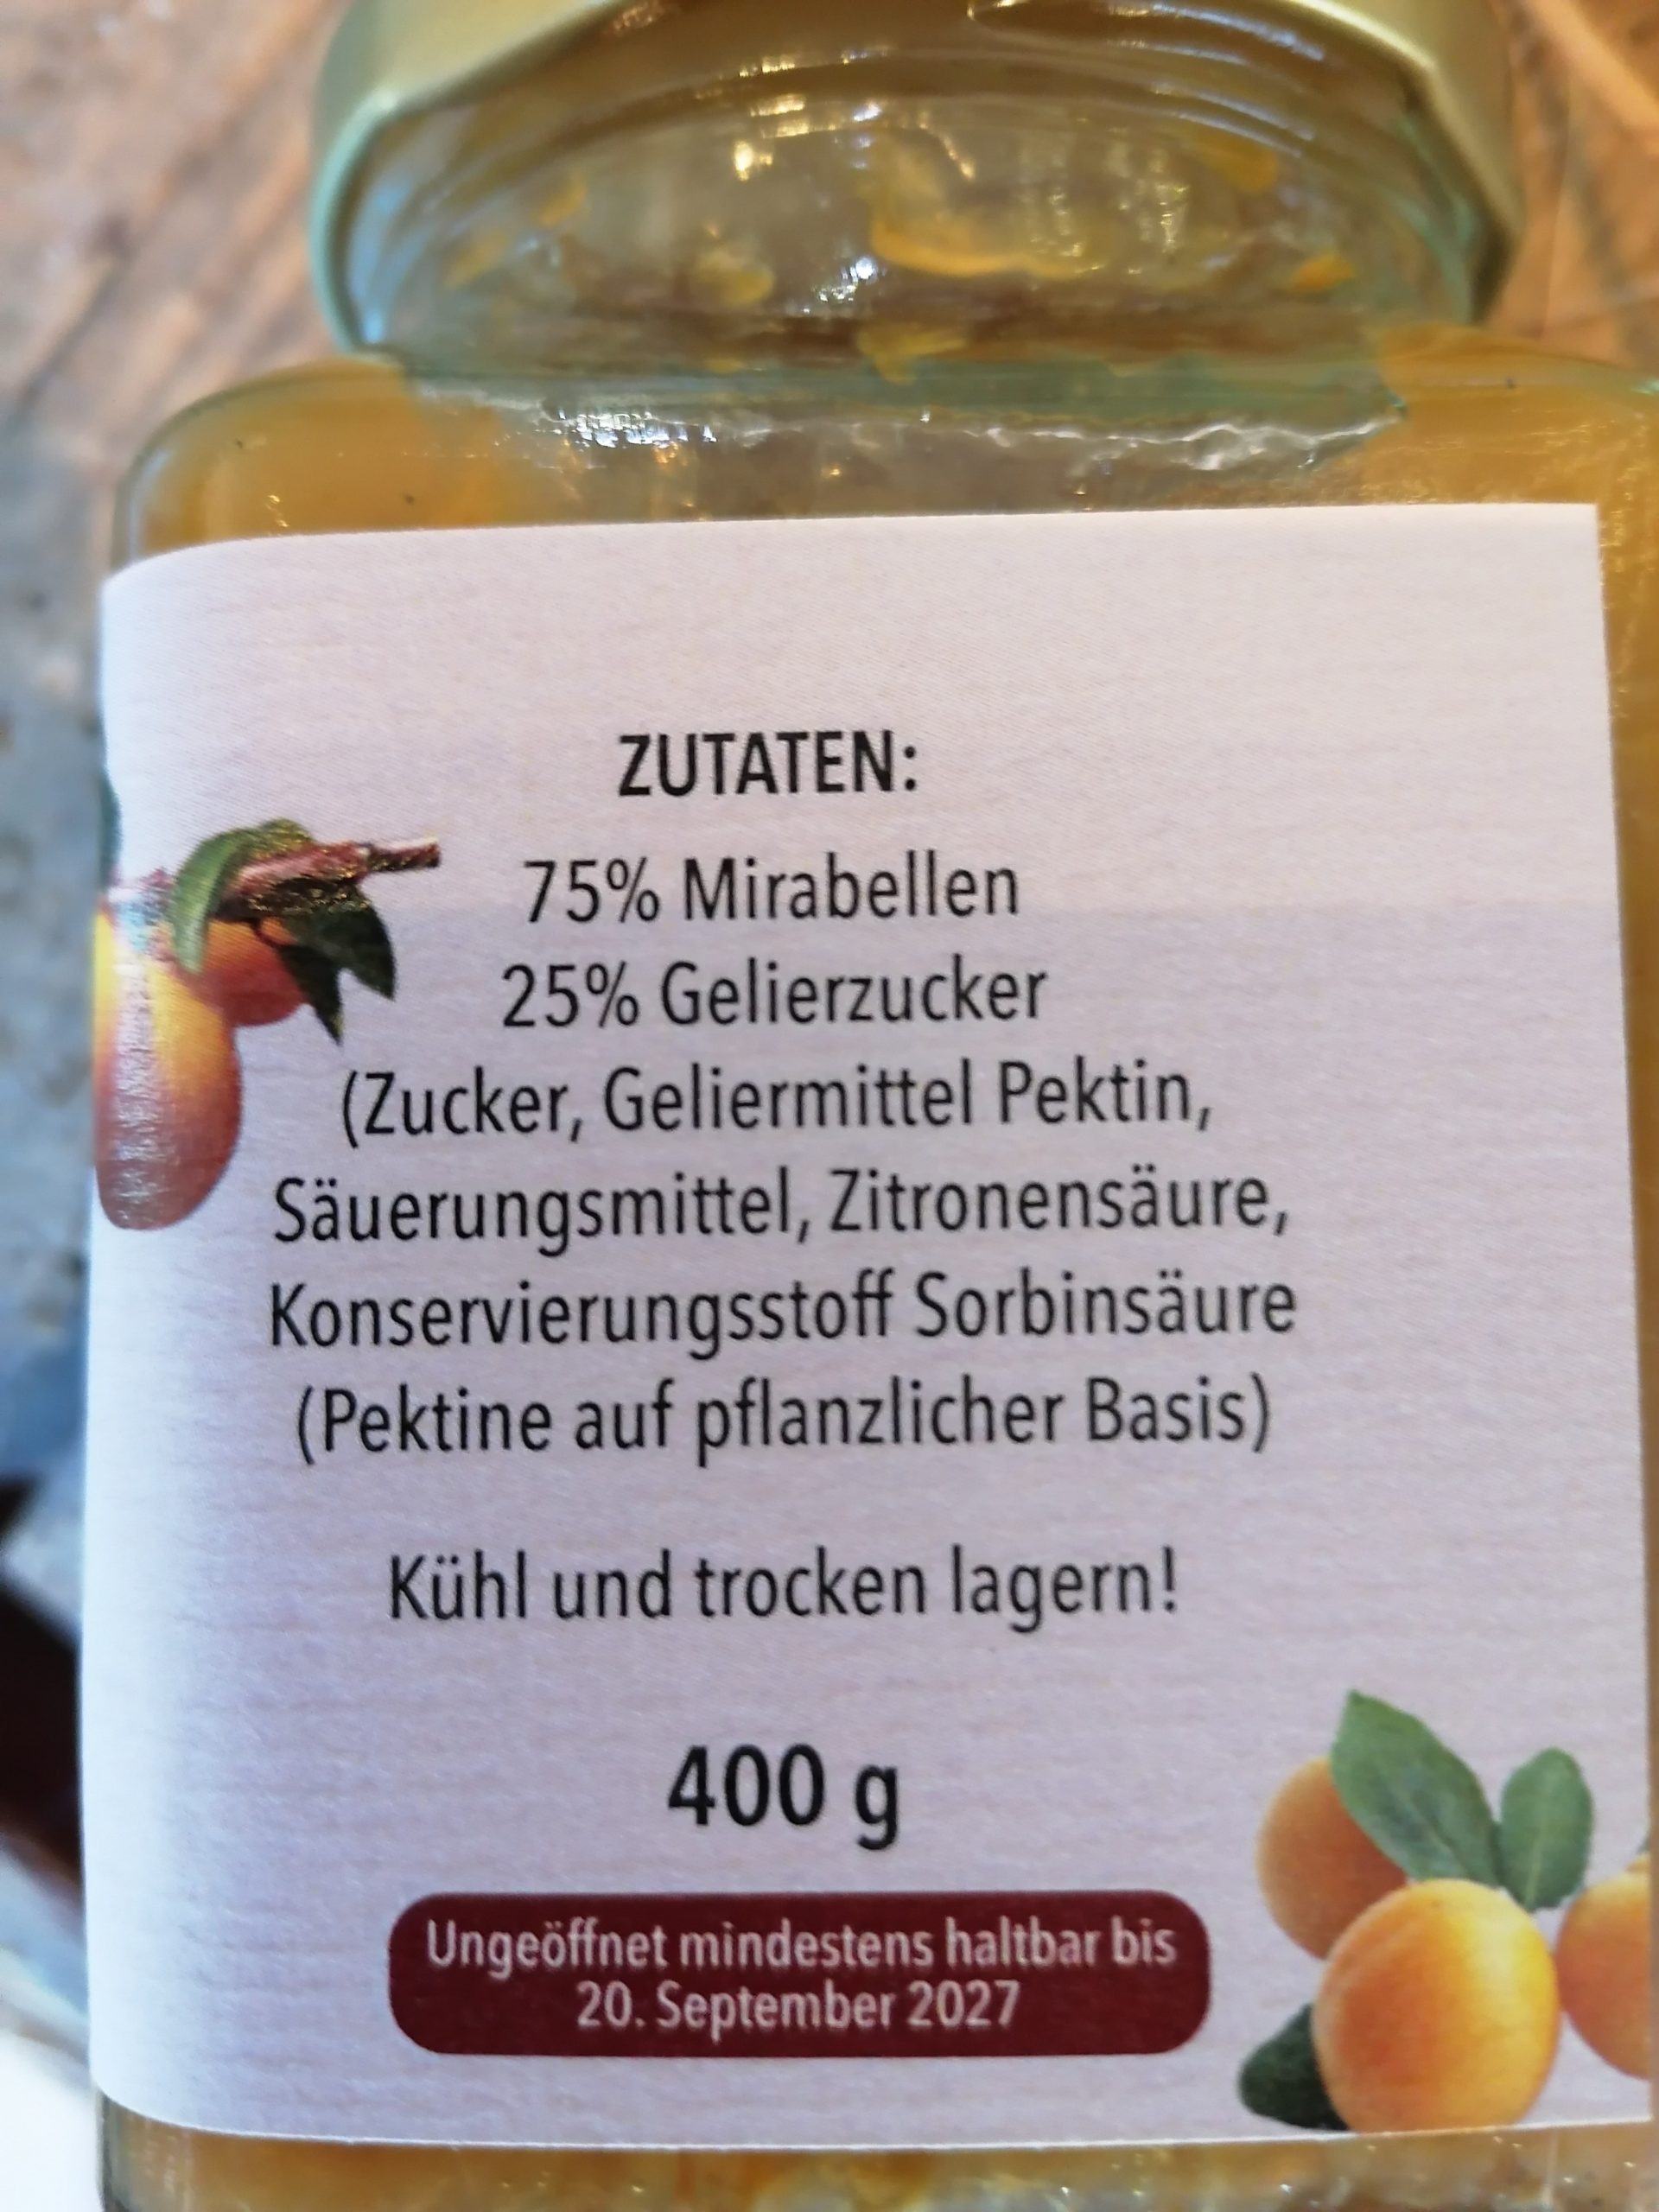 ZUTATEN:
75% Mirabellen
25% Gelierzucker
(Zucker, Geliermittel Pektin,
Säuerungsmittel, Zitronensäure,
Konservierungsstoff Sorbinsäure
(Pektine auf pflanzlicher Basis)
Kühl und trocken lagern!
400 g
Ungeöffnet mindestens haltbar bis
20. September 2027